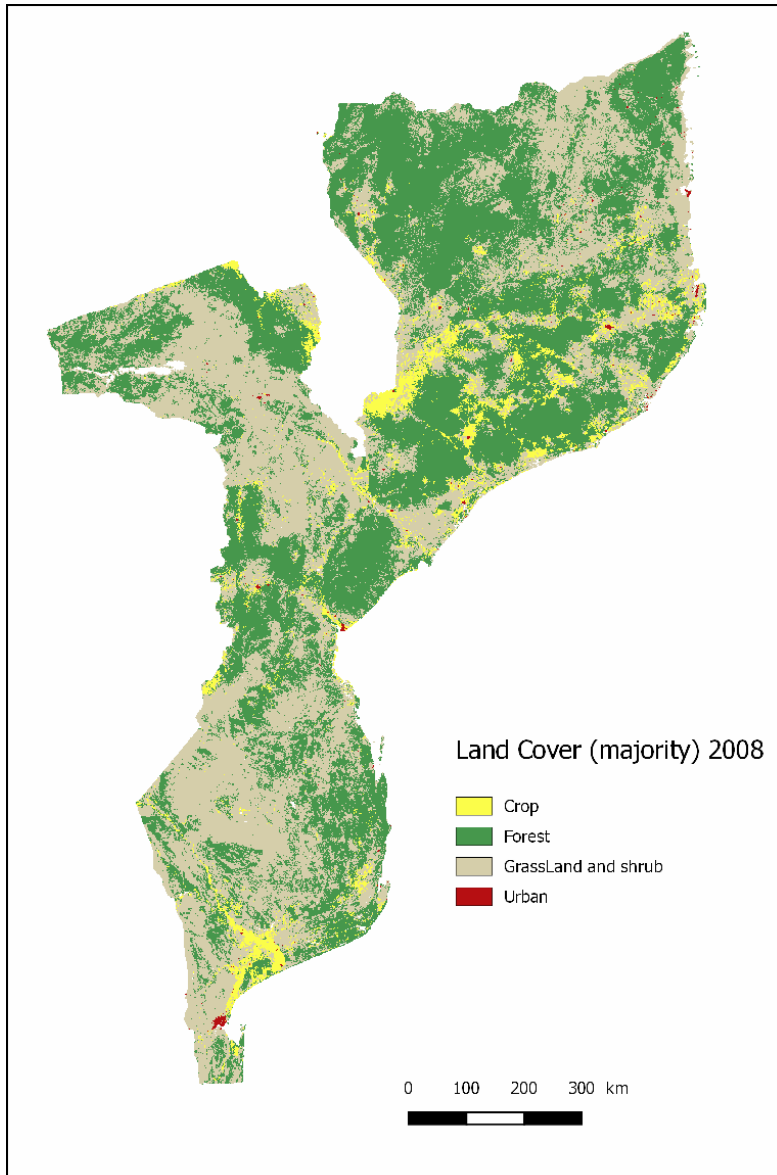 Land Cover (majority) 2008
Crop
Forest
GrassLand and shrub
Urban
0 100 200 300 km